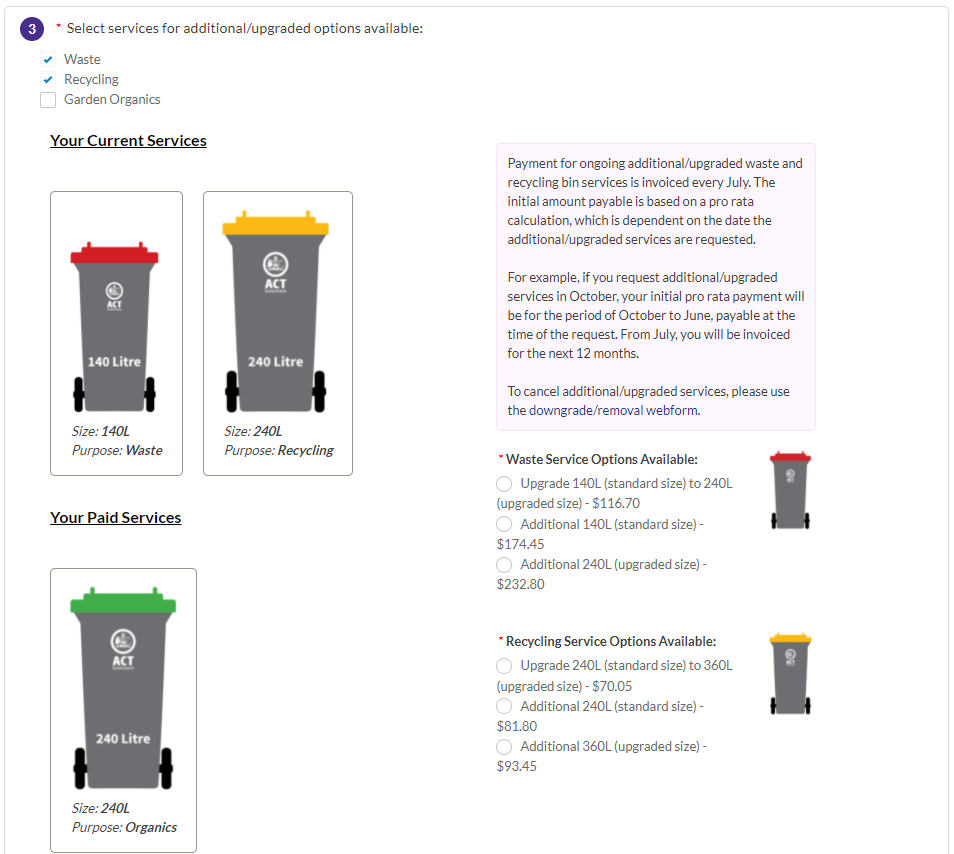 3 * Select services for additional/upgraded options available:
Waste
Recycling
Garden Organics
Your Current Services
ACT
140 Litre
Size: 140L
Purpose: Waste
ACT
240 Litre
Size: 240L
Purpose: Recycling
Your Paid Services
ACT
240 Litre
Size: 240L
Purpose: Organics
Payment for ongoing additional/upgraded waste and
recycling bin services is invoiced every July. The
initial amount payable is based on a pro rata
calculation, which is dependent on the date the
additional/upgraded services are requested.
For example, if you request additional/upgraded
services in October, your initial pro rata payment will
be for the period of October to June, payable at the
time of the request. From July, you will be invoiced
for the next 12 months.
To cancel additional/upgraded services, please use
the downgrade/removal webform.
*Waste Service Options Available:
Upgrade 140L (standard size) to 240L
(upgraded size) - $116.70
Additional 140L (standard size) -
$174.45
Additional 240L (upgraded size) -
$232.80
*Recycling Service Options Available:
Upgrade 240L (standard size) to 360L
(upgraded size) - $70.05
Additional 240L (standard size) -
$81.80
Additional 360L (upgraded size) -
$93.45
ACT